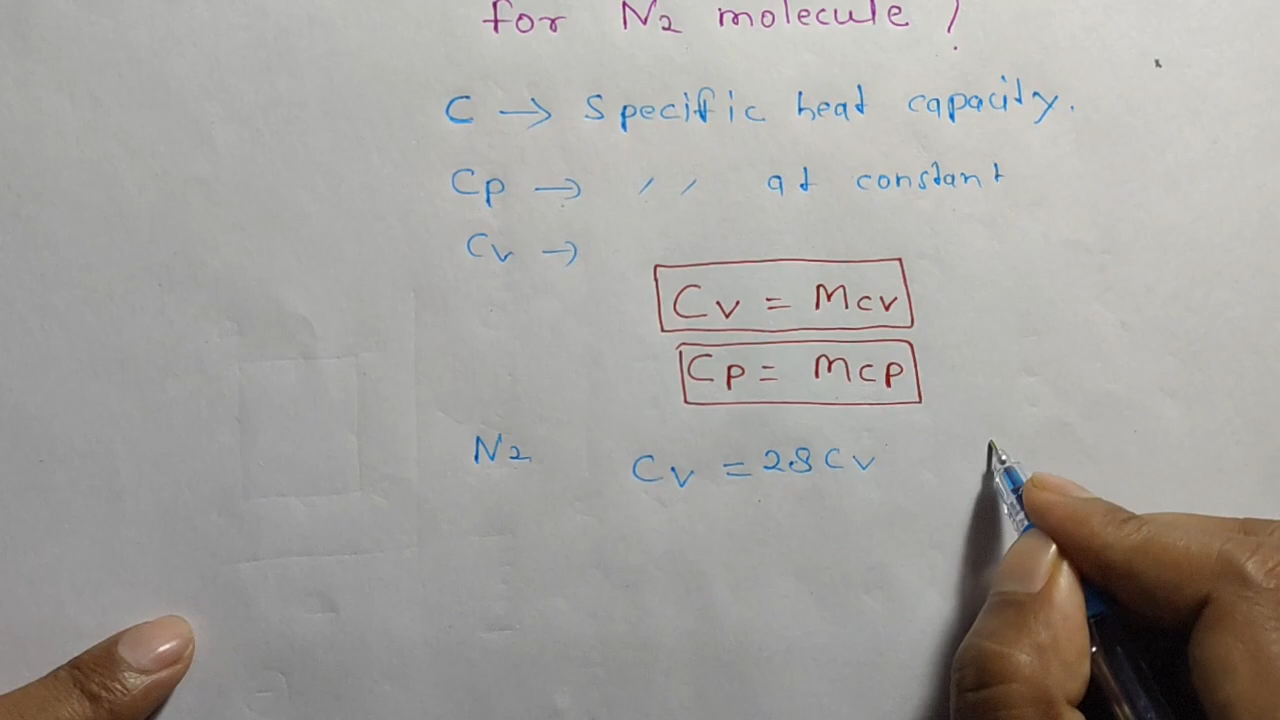 for N2 molecule ?
C → Specific heat capacity.
Cp → ,, at constant
Cv →
Cv = Mcv
Cp = Mcp
N2 Cv = 28 Cv